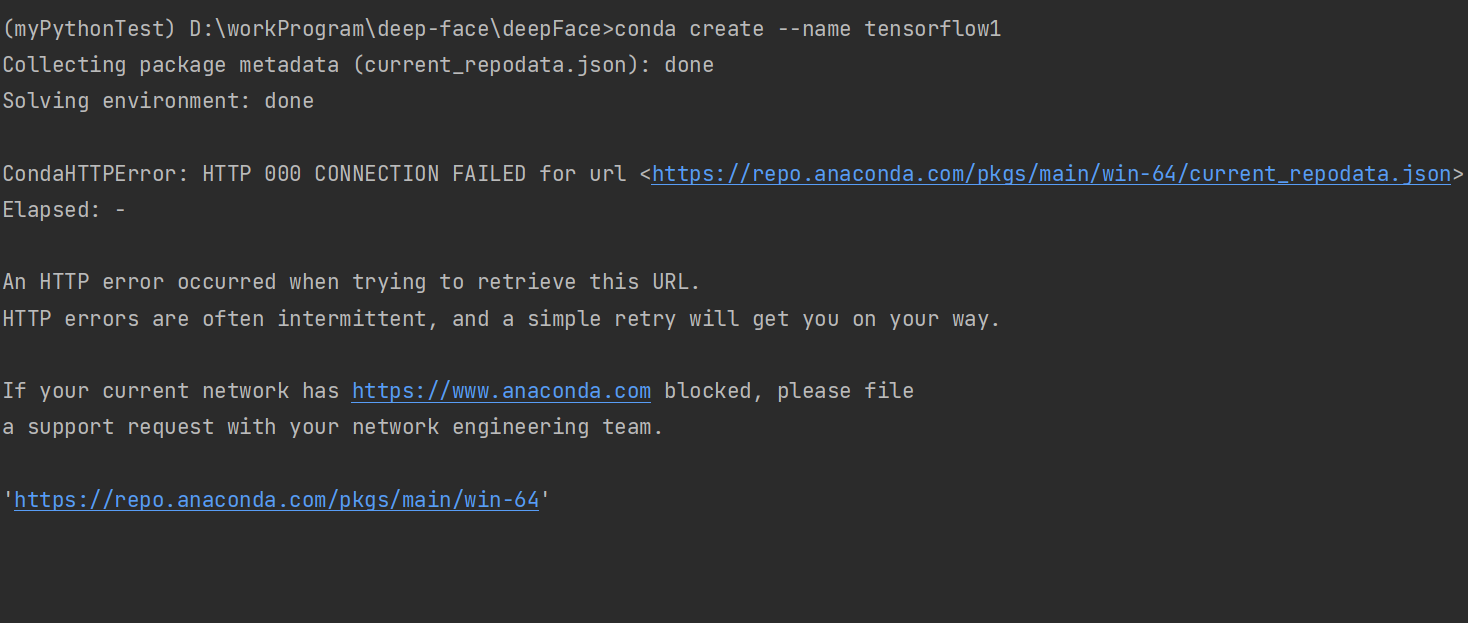 (myPythonTest) D:\workProgram\deep-face\deepFace>conda create --name tensorflow1
Collecting package metadata (current_repodata.json): done
Solving environment: done
CondaHTTPError: HTTP 000 CONNECTION FAILED for url <https://repo.anaconda.com/pkgs/main/win-64/current_repodata.json>
Elapsed: -
An HTTP error occurred when trying to retrieve this URL.
HTTP errors are often intermittent, and a simple retry will get you on your way.
If your current network has https://www.anaconda.com blocked, please file
a support request with your network engineering team.
'https://repo.anaconda.com/pkgs/main/win-64'